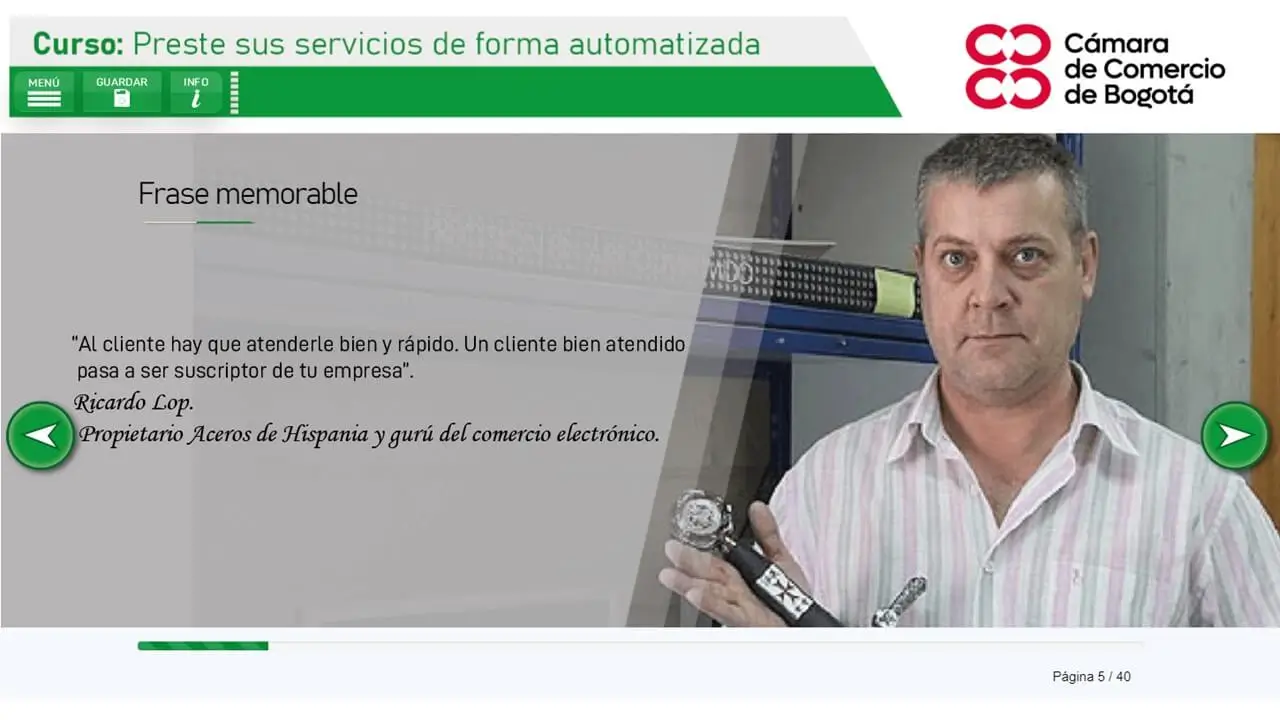 Curso: Preste sus servicios de forma automatizada
Cámara
de Comercio
de Bogotá
MENÚ
GUARDAR
INFO
i
Frase memorable
"Al cliente hay que atenderle bien y rápido. Un cliente bien atendido
pasa a ser suscriptor de tu empresa".
Ricardo Lop.
Propietario Aceros de Hispania y gurú del comercio electrónico.
Página 5 / 40